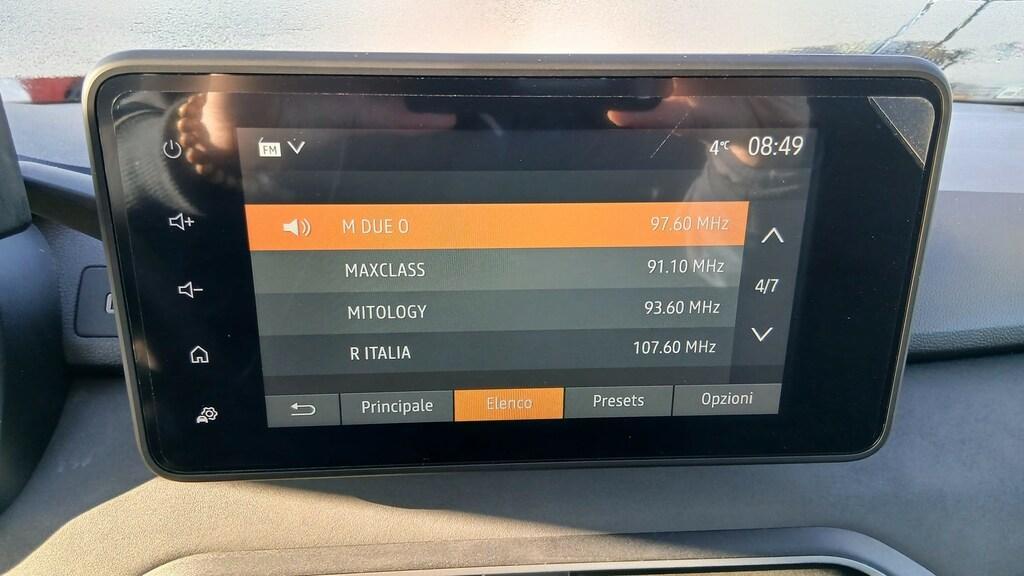 FM 4°C 08:49
M DUE O 97.60 MHz
MAXCLASS 91.10 MHz
4/7
MITOLOGY 93.60 MHz
R ITALIA 107.60 MHz
Principale Elenco Presets Opzioni